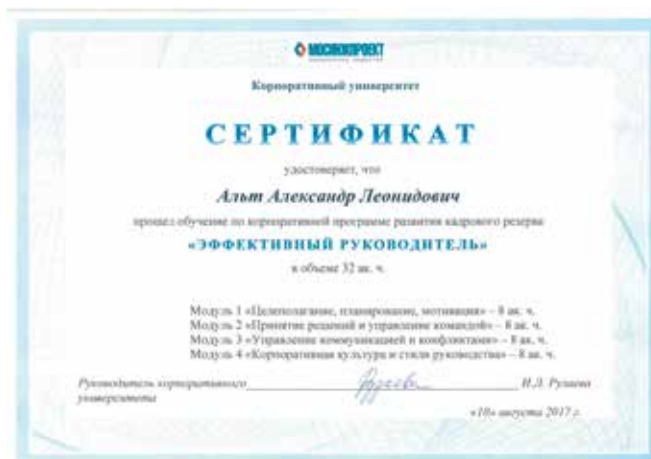 МОСИНЖПРОЕКТ
Корпоративный университет
СЕРТИФИКАТ
удостоверяет, что
Альт Александр Леонидович
прошел обучение по корпоративной программе развития кадрового резерва
«ЭФФЕКТИВНЫЙ РУКОВОДИТЕЛЬ»
в объеме 32 ак. ч.
Модуль 1 «Целеполагание, планирование, мотивация» – 8 ак. ч.
Модуль 2 «Принятие решений и управление командой» – 8 ак. ч.
Модуль 3 «Управление коммуникацией и конфликтами» – 8 ак. ч.
Модуль 4 «Корпоративная культура и стили руководства» – 8 ак. ч.
Руководитель корпоративного И.Л.
университета
«10» августа 2017 г.